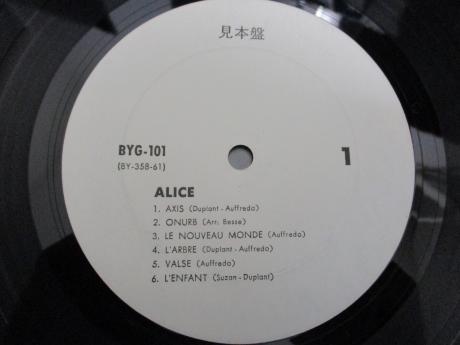 見本盤
BYG-101
(BY-358-61)
1
ALICE
1. AXIS (Duplant-Auffredo)
2. ONURB (Arr. Besse)
3. LE NOUVEAU MONDE (Auffredo)
4. L'ARBRE (Duplant-Auffredo)
5. VALSE (Auffredo)
6. L'ENFANT (Suzan-Duplant)